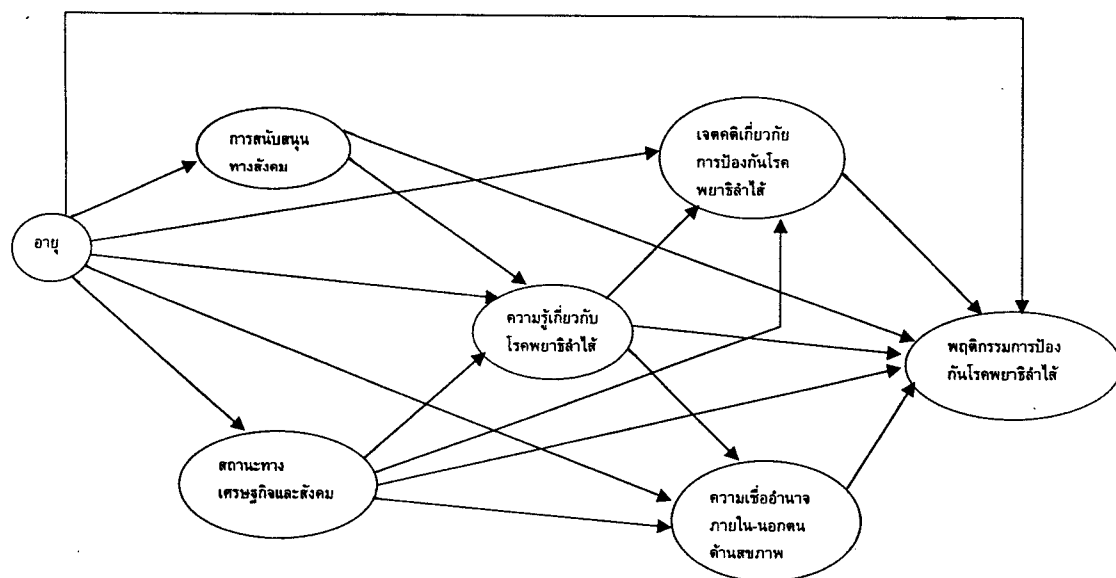 การสนับสนุน
ทางสังคม
เจตคติเกี่ยวกับ
การป้องกันโรค
พยาธิลำไส้
อายุ
ความรู้เกี่ยวกับ
โรคพยาธิลำไส้
พฤติกรรมการป้อง
กันโรคพยาธิลำไส้
สถานะทาง
เศรษฐกิจและสังคม
ความเชื่ออำนาจ
ภายใน-นอกตน
ด้านสุขภาพ